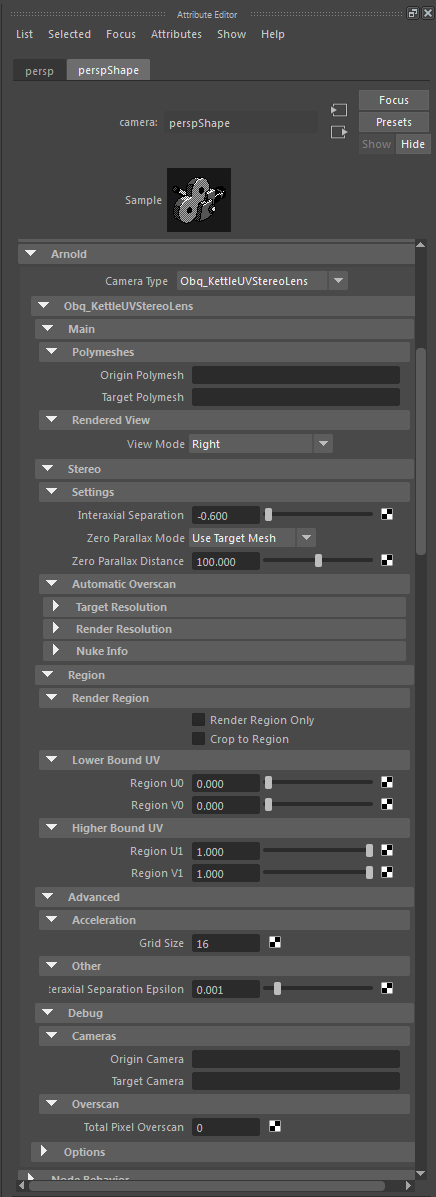 Attribute Editor
List Selected Focus Attributes Show Help
persp perspShape
Focus
camera: perspShape
Presets
Show Hide
Sample
Arnold
Camera Type Obq_KettleUVStereoLens
Obq_KettleUVStereoLens
Main
Polymeshes
Origin Polymesh
Target Polymesh
Rendered View
View Mode Right
Stereo
Settings
Interaxial Separation -0.600
Zero Parallax Mode Use Target Mesh
Zero Parallax Distance 100.000
Automatic Overscan
Target Resolution
Render Resolution
Nuke Info
Region
Render Region
Render Region Only
Crop to Region
Lower Bound UV
Region U0 0.000
Region V0 0.000
Higher Bound UV
Region U1 1.000
Region V1 1.000
Advanced
Acceleration
Grid Size 16
Other
:eraxial Separation Epsilon 0.001
Debug
Cameras
Origin Camera
Target Camera
Overscan
Total Pixel Overscan 0
Options
Node Behavior